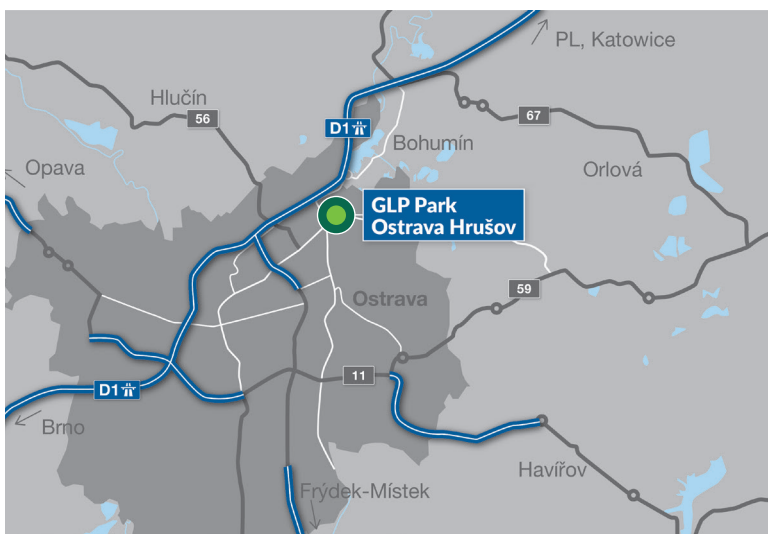 PL, Katowice
Hlučín
56
D1
67
Bohumín
Opava
Orlová
GLP Park
Ostrava Hrušov
Ostrava
59
11
D1
Brno
Havířov
Frýdek-Místek